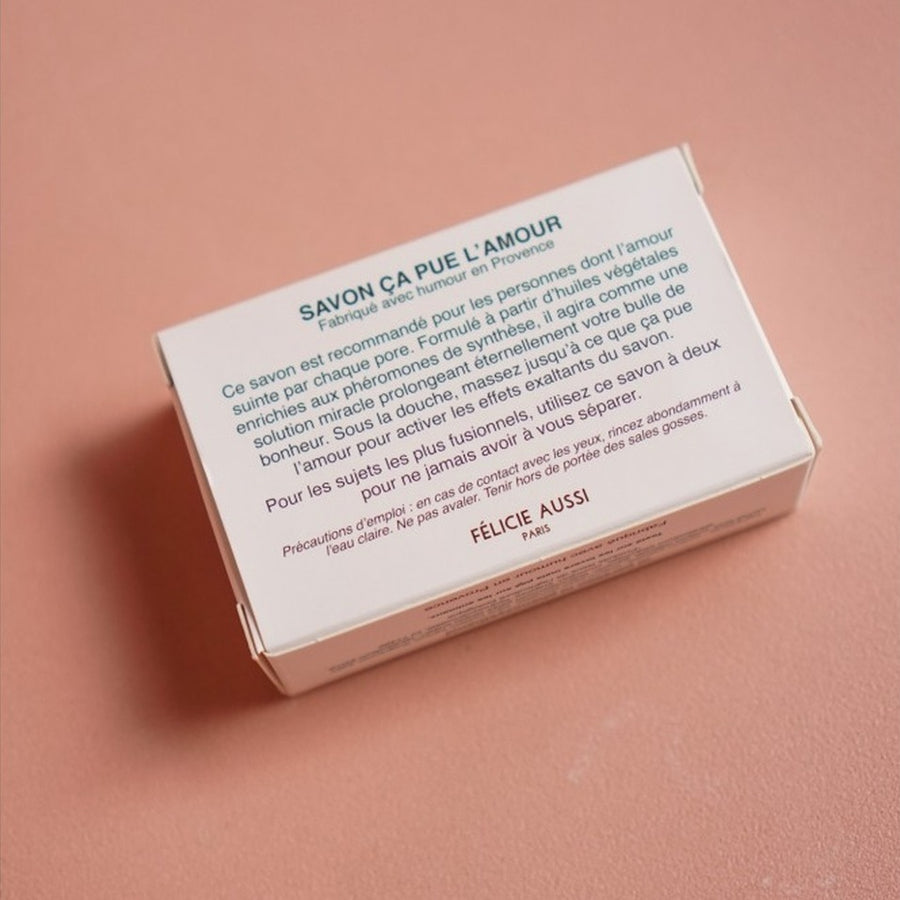 SAVON ÇA PUE L'AMOUR
Fabriqué avec humour en Provence
Ce savon est recommandé pour les personnes dont l'amour
suinte par chaque pore. Formulé à partir d'huiles végétales
enrichies aux phéromones de synthèse, il agira comme une
solution miracle prolongeant éternellement votre bulle de
bonheur. Sous la douche, massez jusqu'à ce que ça pue
l'amour pour activer les effets exaltants du savon.
Pour les sujets les plus fusionnels, utilisez ce savon à deux
pour ne jamais avoir à vous séparer.
Précautions d'emploi : en cas de contact avec les yeux, rincez abondamment à
l'eau claire. Ne pas avaler. Tenir hors de portée des sales gosses.
FÉLICIE AUSSI
PARIS
Fabriqué avec humour en Provence